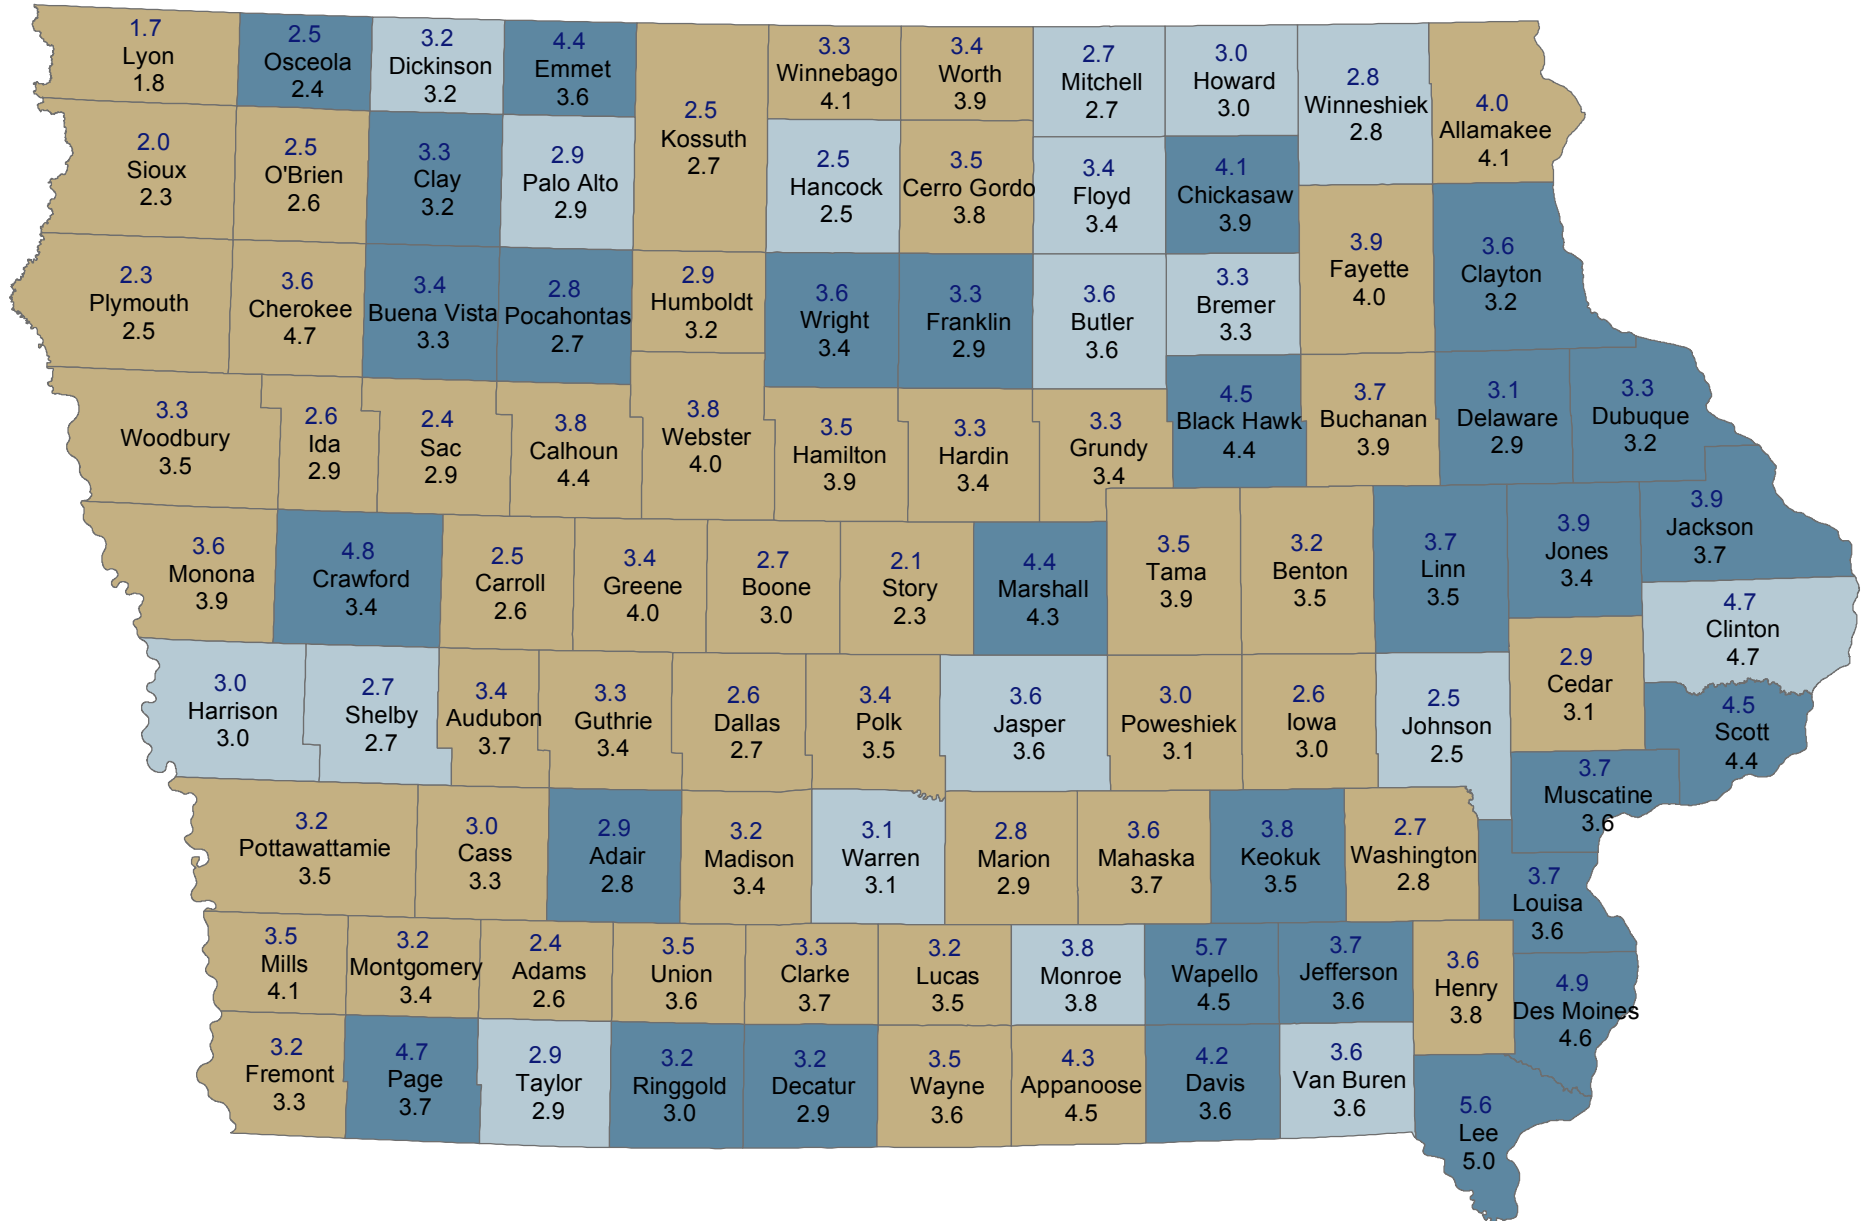 1.7
Lyon
1.8
2.5
Osceola
2.4
3.2
Dickinson
3.2
4.4
Emmet
3.6
2.5
Kossuth
2.7
3.3
Winnebago
4.1
3.4
Worth
3.9
2.7
Mitchell
2.7
3.0
Howard
3.0
2.8
Winneshiek
2.8
4.0
Allamakee
4.1
2.0
Sioux
2.3
2.5
O'Brien
2.6
3.3
Clay
3.2
2.9
Palo Alto
2.9
2.5
Hancock
2.5
3.5
Cerro Gordo
3.8
3.4
Floyd
3.4
4.1
Chickasaw
3.9
3.9
Fayette
4.0
3.6
Clayton
3.2
2.3
Plymouth
2.5
3.6
Cherokee
4.7
3.4
Buena Vista
3.3
2.8
Pocahontas
2.7
2.9
Humboldt
3.2
3.6
Wright
3.4
3.3
Franklin
2.9
3.6
Butler
3.6
3.3
Bremer
3.3
3.3
Woodbury
3.5
2.6
Ida
2.9
2.4
Sac
2.9
3.8
Calhoun
4.4
3.8
Webster
4.0
3.5
Hamilton
3.9
3.3
Hardin
3.4
3.3
Grundy
3.4
4.5
Black Hawk
4.4
3.7
Buchanan
3.9
3.1
Delaware
2.9
3.3
Dubuque
3.2
3.6
Monona
3.9
4.8
Crawford
3.4
2.5
Carroll
2.6
3.4
Greene
4.0
2.7
Boone
3.0
2.1
Story
2.3
4.4
Marshall
4.3
3.5
Tama
3.9
3.2
Benton
3.5
3.7
Linn
3.5
3.9
Jones
3.4
3.9
Jackson
3.7
4.7
Clinton
4.7
3.0
Harrison
3.0
2.7
Shelby
2.7
3.4
Audubon
3.7
3.3
Guthrie
3.4
2.6
Dallas
2.7
3.4
Polk
3.5
3.6
Jasper
3.6
3.0
Poweshiek
3.1
2.6
Iowa
3.0
2.5
Johnson
2.5
2.9
Cedar
3.1
4.5
Scott
4.4
3.7
Muscatine
3.6
3.2
Pottawattamie
3.5
3.0
Cass
3.3
2.9
Adair
2.8
3.2
Madison
3.4
3.1
Warren
3.1
2.8
Marion
2.9
3.6
Mahaska
3.7
3.8
Keokuk
3.5
2.7
Washington
2.8
3.7
Louisa
3.6
3.5
Mills
4.1
3.2
Montgomery
3.4
2.4
Adams
2.6
3.5
Union
3.6
3.3
Clarke
3.7
3.2
Lucas
3.5
3.8
Monroe
3.8
5.7
Wapello
4.5
3.7
Jefferson
3.6
3.6
Henry
3.8
4.9
Des Moines
4.6
3.2
Fremont
3.3
4.7
Page
3.7
2.9
Taylor
2.9
3.2
Ringgold
3.0
3.2
Decatur
2.9
3.5
Wayne
3.6
4.3
Appanoose
4.5
4.2
Davis
3.6
3.6
Van Buren
3.6
5.6
Lee
5.0